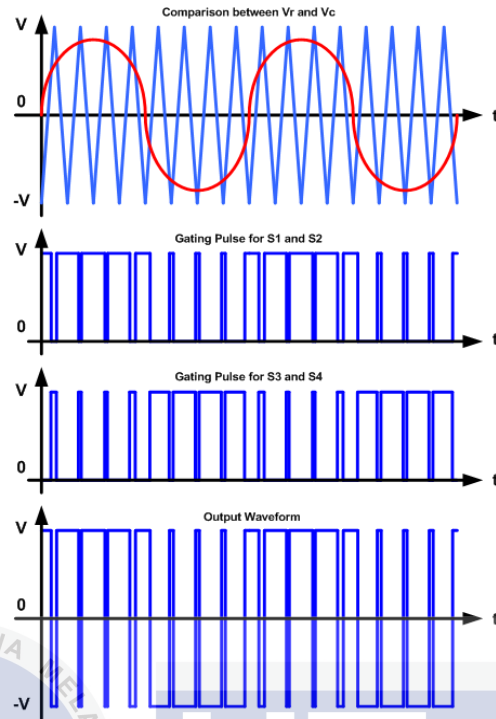 Comparison between Vr and Vc
V
0
t
-V
Gating Pulse for S1 and S2
V
0
t
Gating Pulse for S3 and S4
V
0
t
Output Waveform
V
0
t
-V